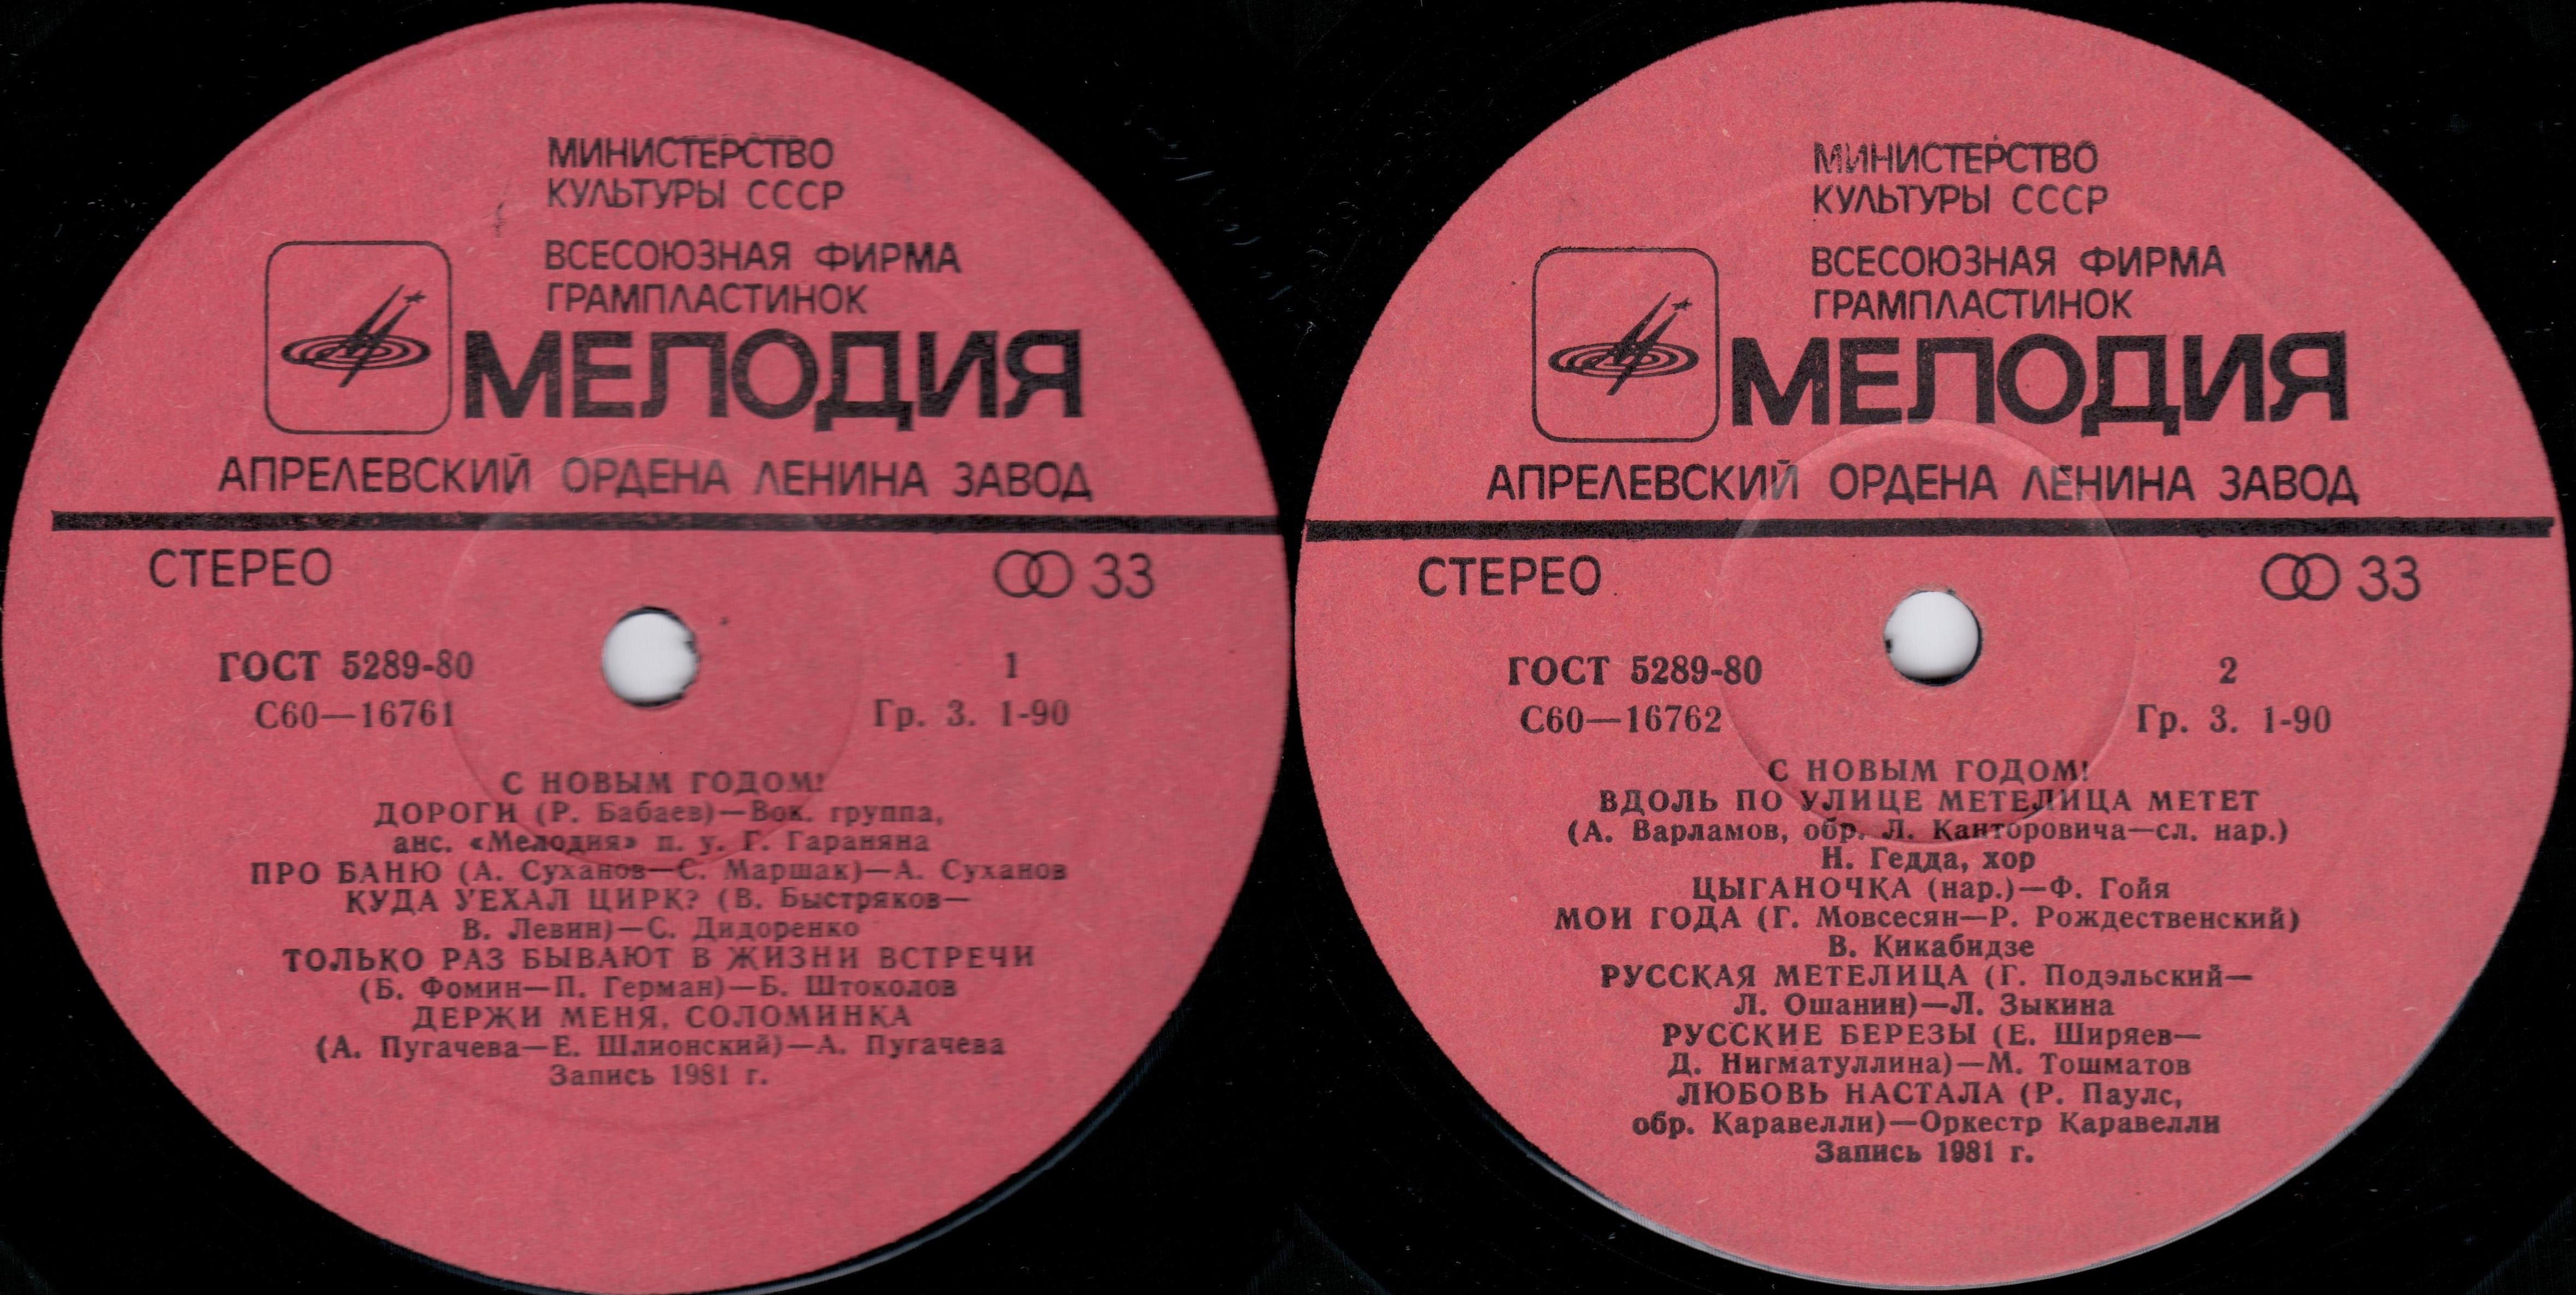 МИНИСТЕРСТВО
КУЛЬТУРЫ СССР
ВСЕСОЮЗНАЯ ФИРМА
ГРАМПЛАСТИНОК
МЕЛОДИЯ
АПРЕЛЕВСКИЙ ОРДЕНА ЛЕНИНА ЗАВОД
СТЕРЕО
33
ГОСТ 5289-80
1
С60—16761
Гр. 3. 1-90
С НОВЫМ ГОДОМ!
ДОРОГИ (Р. Бабаев)—Вок. группа,
анс. «Мелодия» п. у. Г. Гараняна
ПРО БАНЮ (А. Суханов—С. Маршак)—А. Суханов
КУДА УЕХАЛ ЦИРК? (В. Быстряков—
В. Левин)—С. Дидоренко
ТОЛЬКО РАЗ БЫВАЮТ В ЖИЗНИ ВСТРЕЧИ
(Б. Фомин—П. Герман)—Б. Штоколов
ДЕРЖИ МЕНЯ, СОЛОМИНКА
(А. Пугачева—Е. Шлионский)—А. Пугачева
Запись 1981 г.
МИНИСТЕРСТВО
КУЛЬТУРЫ СССР
ВСЕСОЮЗНАЯ ФИРМА
ГРАМПЛАСТИНОК
МЕЛОДИЯ
АПРЕЛЕВСКИЙ ОРДЕНА ЛЕНИНА ЗАВОД
СТЕРЕО
33
ГОСТ 5289-80
2
С60—16762
Гр. 3. 1-90
С НОВЫМ ГОДОМ!
ВДОЛЬ ПО УЛИЦЕ МЕТЕЛИЦА МЕТЕТ
(А. Варламов, обр. Л. Канторовича—сл. нар.)
Н. Гедда, хор
ЦЫГАНОЧКА (нар.)—Ф. Гойя
МОИ ГОДА (Г. Мовсесян—Р. Рождественский)
В. Кикабидзе
РУССКАЯ МЕТЕЛИЦА (Г. Подэльский—
Л. Ошанин)—Л. Зыкина
РУССКИЕ БЕРЕЗЫ (Е. Ширяев—
Д. Нигматуллина)—М. Тошматов
ЛЮБОВЬ НАСТАЛА (Р. Паулс,
обр. Каравелли)—Оркестр Каравелли
Запись 1981 г.